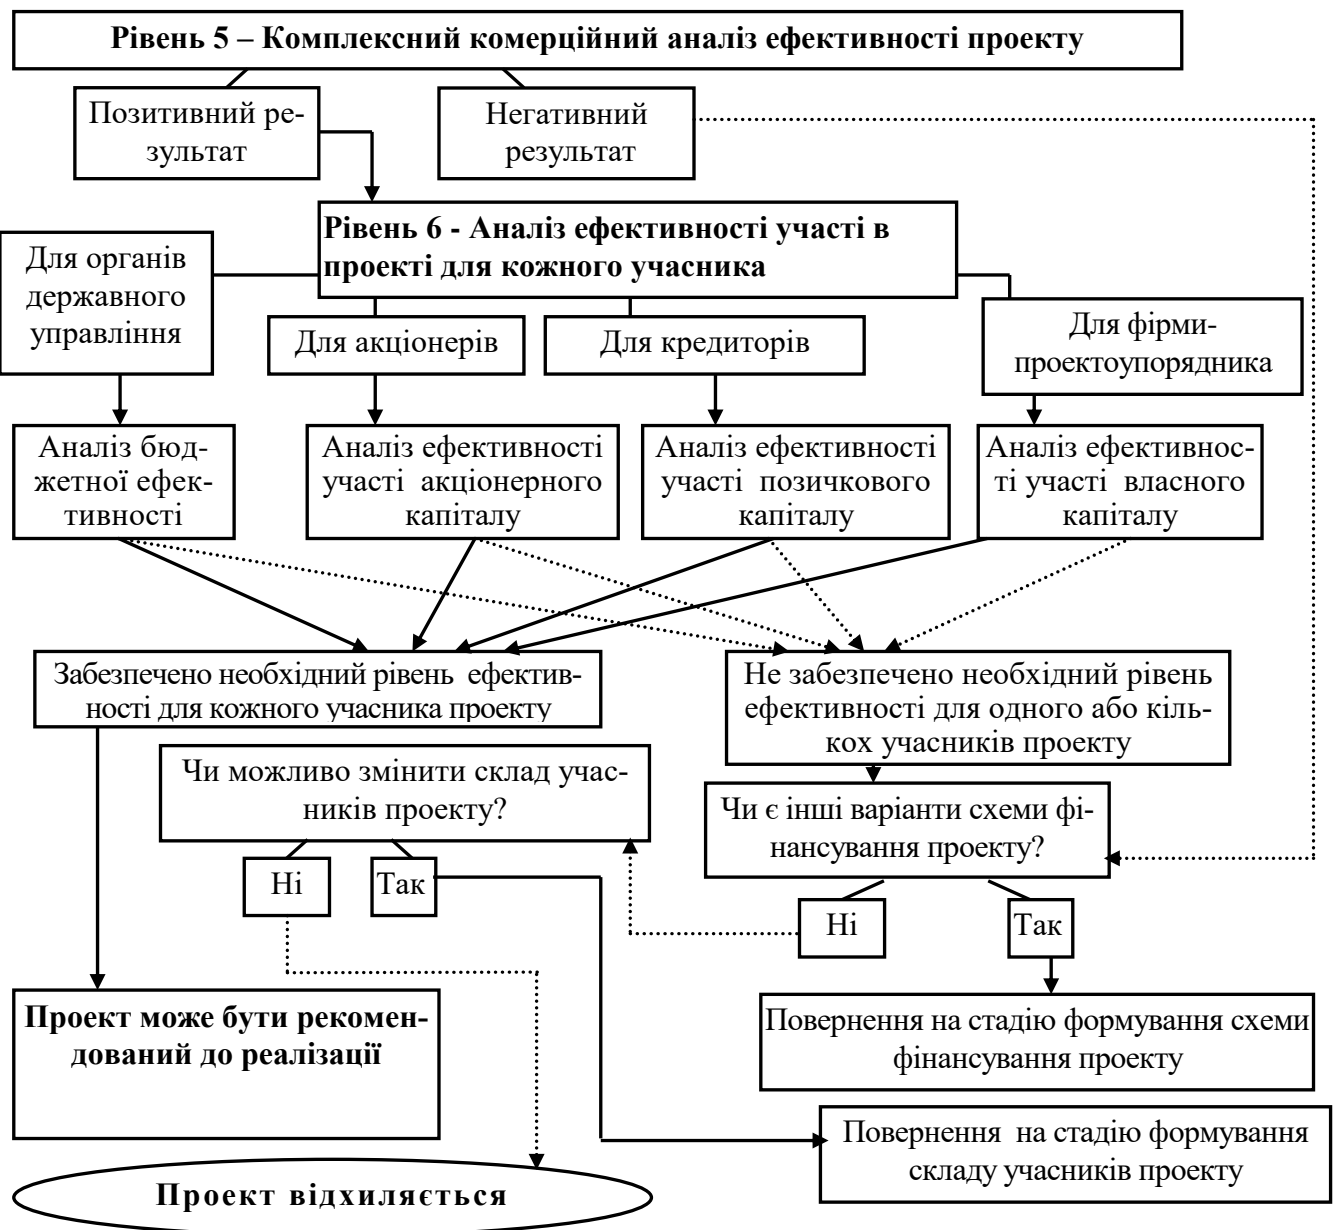 Рівень 5 – Комплексний комерційний аналіз ефективності проекту
Позитивний ре-
зультат
Негативний
результат
Рівень 6 - Аналіз ефективності участі в
проекті для кожного учасника
Для органів
державного
управління
Для акціонерів
Для кредиторів
Для фірми-
проектоупорядника
Аналіз бюд-
жетної ефек-
тивності
Аналіз ефективності
участі акціонерного
капіталу
Аналіз ефективності
участі позичкового
капіталу
Аналіз ефективнос-
ті участі власного
капіталу
Забезпечено необхідний рівень ефектив-
ності для кожного учасника проекту
Не забезпечено необхідний рівень
ефективності для одного або кіль-
кох учасників проекту
Чи можливо змінити склад учас-
ників проекту?
Чи є інші варіанти схеми фі-
нансування проекту?
Ні
Так
Ні
Так
Проект може бути рекомен-
дований до реалізації
Повернення на стадію формування схеми
фінансування проекту
Повернення на стадію формування
складу учасників проекту
Проект відхиляється